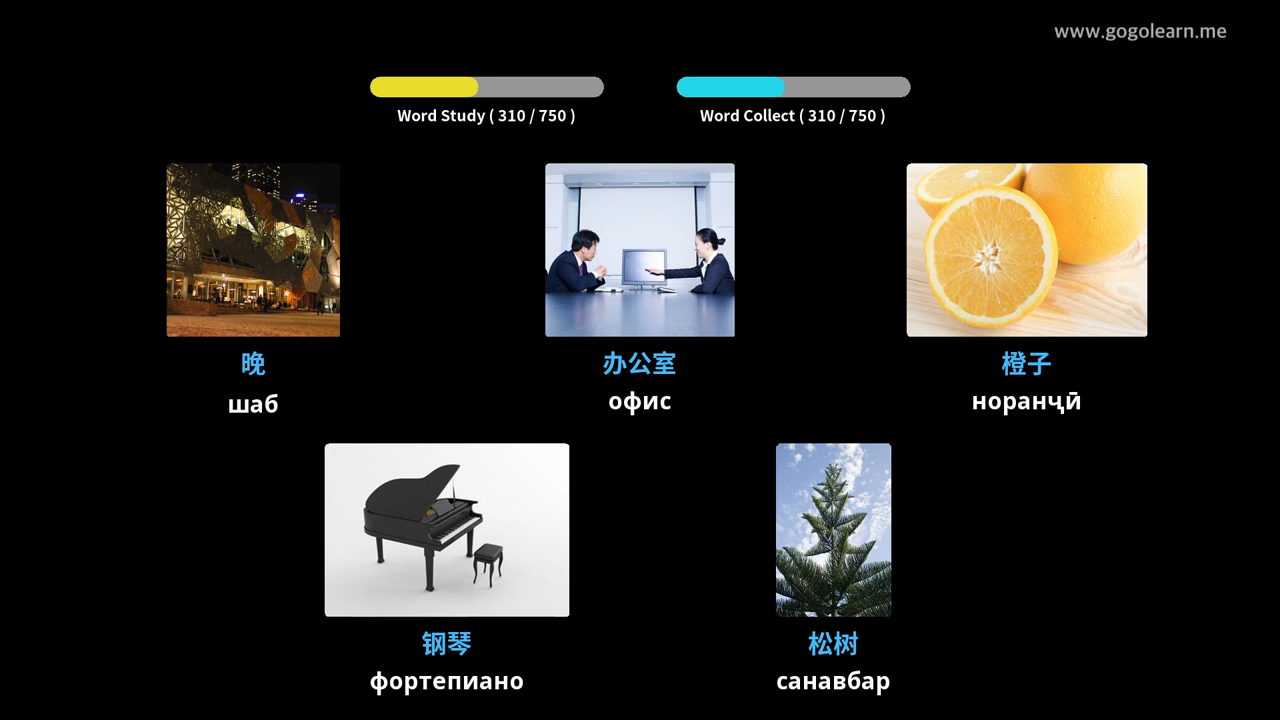 www.gogolearn.me
Word Study ( 310 / 750 )
Word Collect ( 310 / 750 )
晚
шаб
办公室
офис
橙子
норанҷӣ
钢琴
фортепиано
松树
санавбар